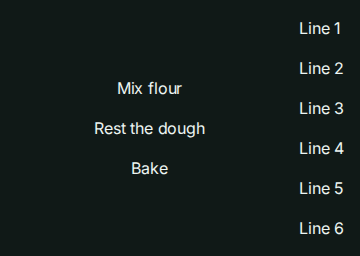 Mix flour
Rest the dough
Bake
Line 1
Line 2
Line 3
Line 4
Line 5
Line 6